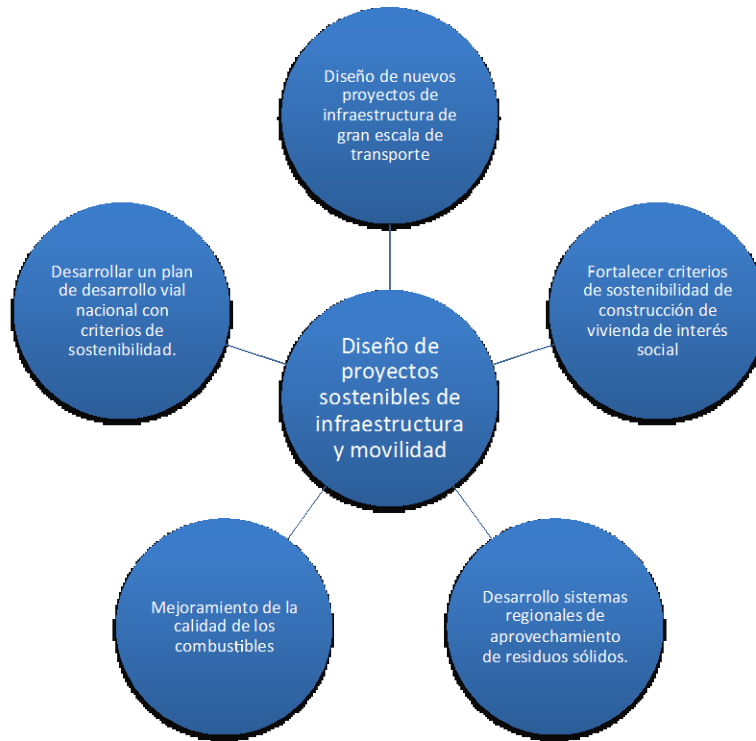 Diseño de nuevos
proyectos de
infraestructura de
gran escala de
transporte
Desarrollar un plan
de desarrollo vial
nacional con
criterios de
sostenibilidad.
Fortalecer criterios
de sostenibilidad de
construcción de
vivienda de interés
social
Diseño de
proyectos
sostenibles de
infraestructura
y movilidad
Mejoramiento de la
calidad de los
combustibles
Desarrollo sistemas
regionales de
aprovechamiento
de residuos sólidos.